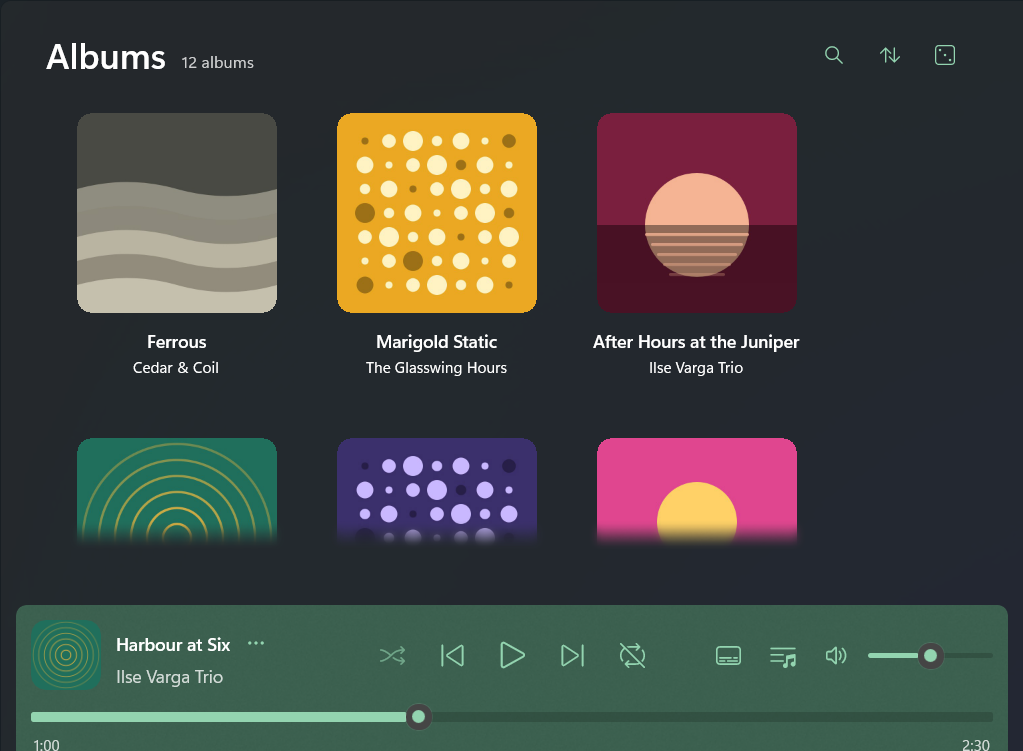 Albums
12 albums
Ferrous
Cedar & Coil
Marigold Static
The Glasswing Hours
After Hours at the Juniper
Ilse Varga Trio
Harbour at Six
Ilse Varga Trio
1:00
2:30